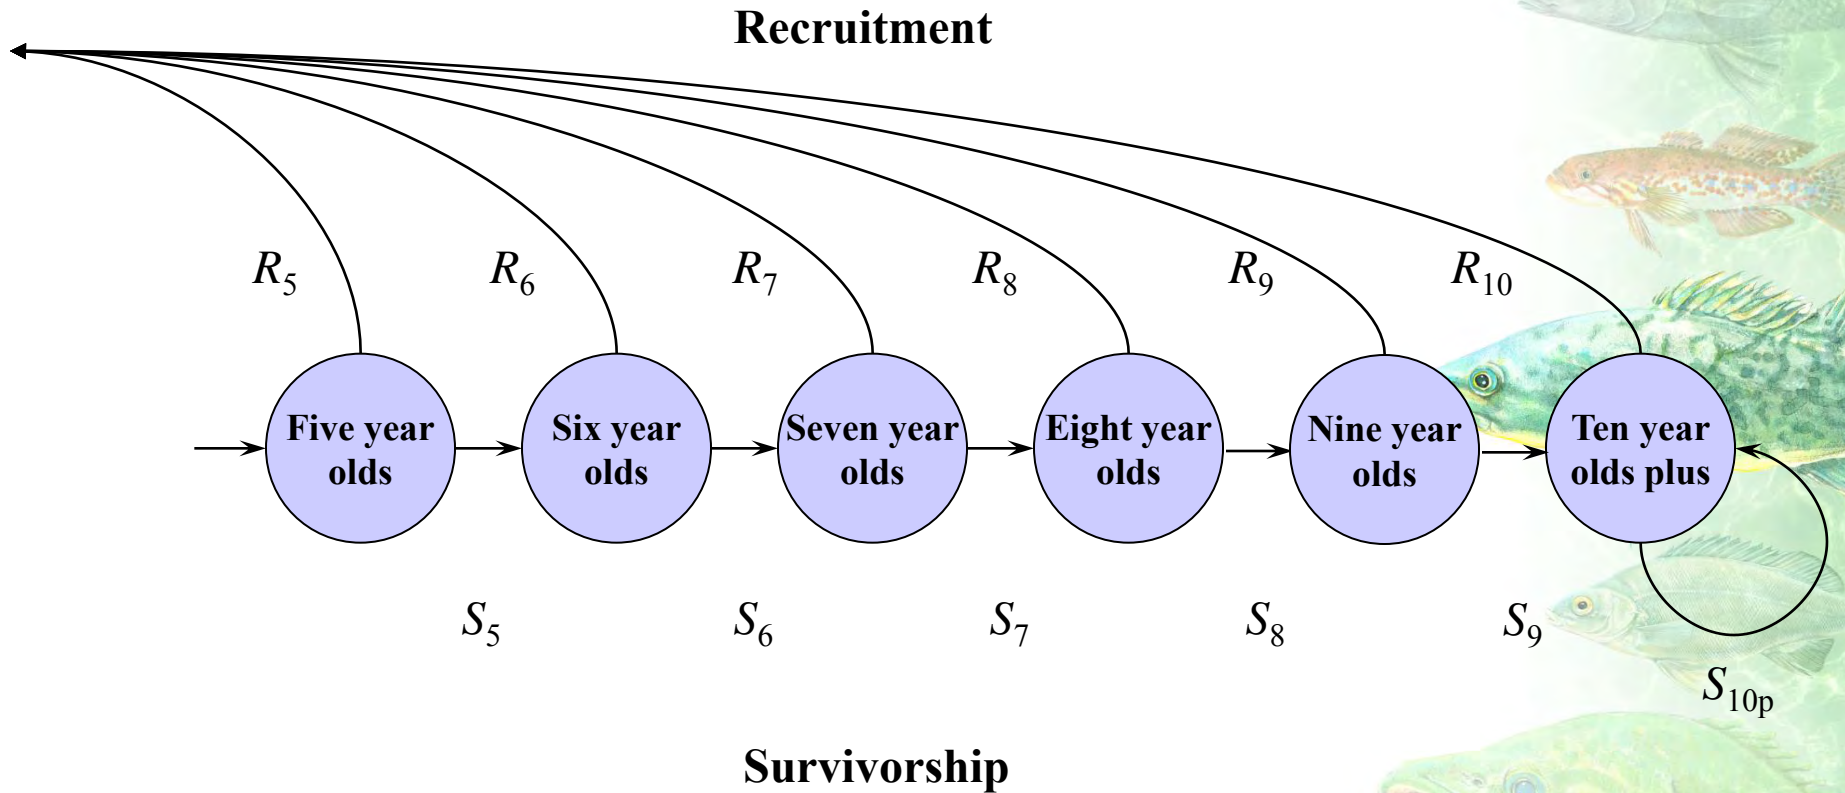 Recruitment
R5 R6 R7 R8 R9 R10
Five year
olds
Six year
olds
Seven year
olds
Eight year
olds
Nine year
olds
Ten year
olds plus
S5 S6 S7 S8 S9
S10p
Survivorship